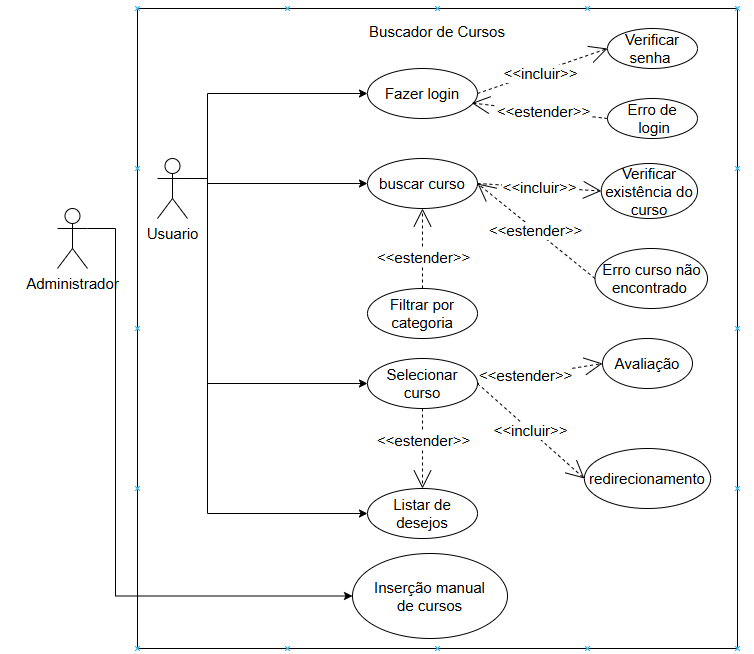 Buscador de Cursos
Verificar
senha
<<incluir>>
Fazer login
<<estender>>
Erro de
login
Verificar
existência do
curso
buscar curso
<<incluir>>
Usuario
<<estender>>
<<estender>>
Administrador
Erro curso não
encontrado
Filtrar por
categoria
Avaliação
Selecionar
curso
<<estender>>
<<incluir>>
<<estender>>
redirecionamento
Listar de
desejos
Inserção manual
de cursos